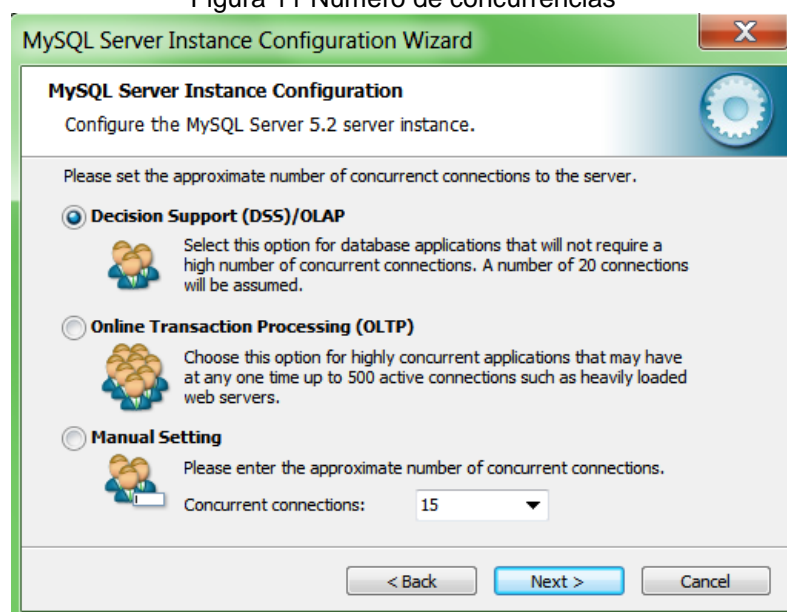 Figura 11 Numero de concurrencias
MySQL Server Instance Configuration Wizard
X
MySQL Server Instance Configuration
Configure the MySQL Server 5.2 server instance.
Please set the approximate number of concurrenct connections to the server.
Decision Support (DSS)/OLAP
Select this option for database applications that will not require a
high number of concurrent connections. A number of 20 connections
will be assumed.
Online Transaction Processing (OLTP)
Choose this option for highly concurrent applications that may have
at any one time up to 500 active connections such as heavily loaded
web servers.
Manual Setting
Please enter the approximate number of concurrent connections.
Concurrent connections: 15
< Back Next > Cancel